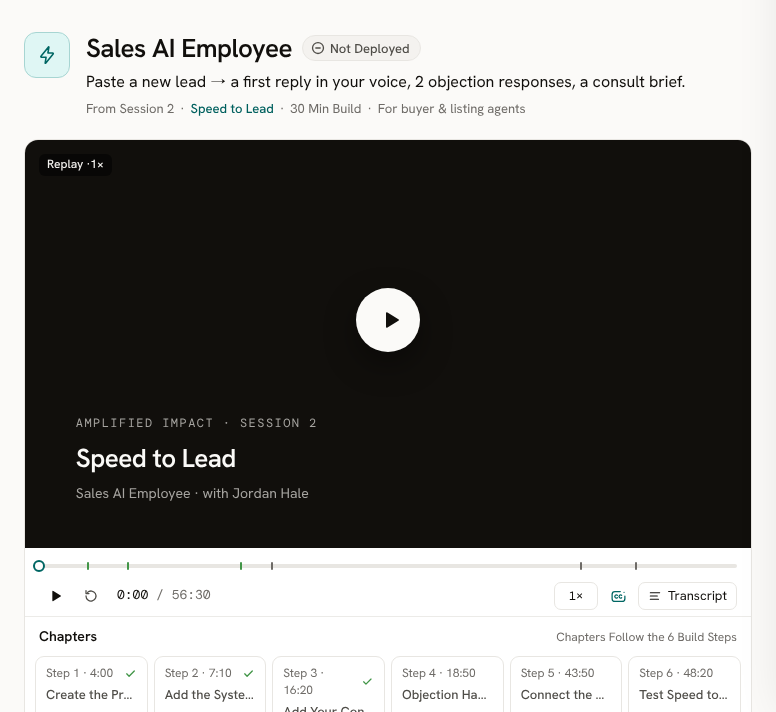 Sales AI Employee
Not Deployed
Paste a new lead → a first reply in your voice, 2 objection responses, a consult brief.
From Session 2 · Speed to Lead · 30 Min Build · For buyer & listing agents
Replay ·1×
AMPLIFIED IMPACT · SESSION 2
Speed to Lead
Sales AI Employee · with Jordan Hale
0:00 / 56:30
1×
CC
Transcript
Chapters
Chapters Follow the 6 Build Steps
Step 1 · 4:00
Create the Pr...
Step 2 · 7:10
Add the Syste...
Step 3 ·
16:20
Add Your Con...
Step 4 · 18:50
Objection Ha...
Step 5 · 43:50
Connect the ...
Step 6 · 48:20
Test Speed to...